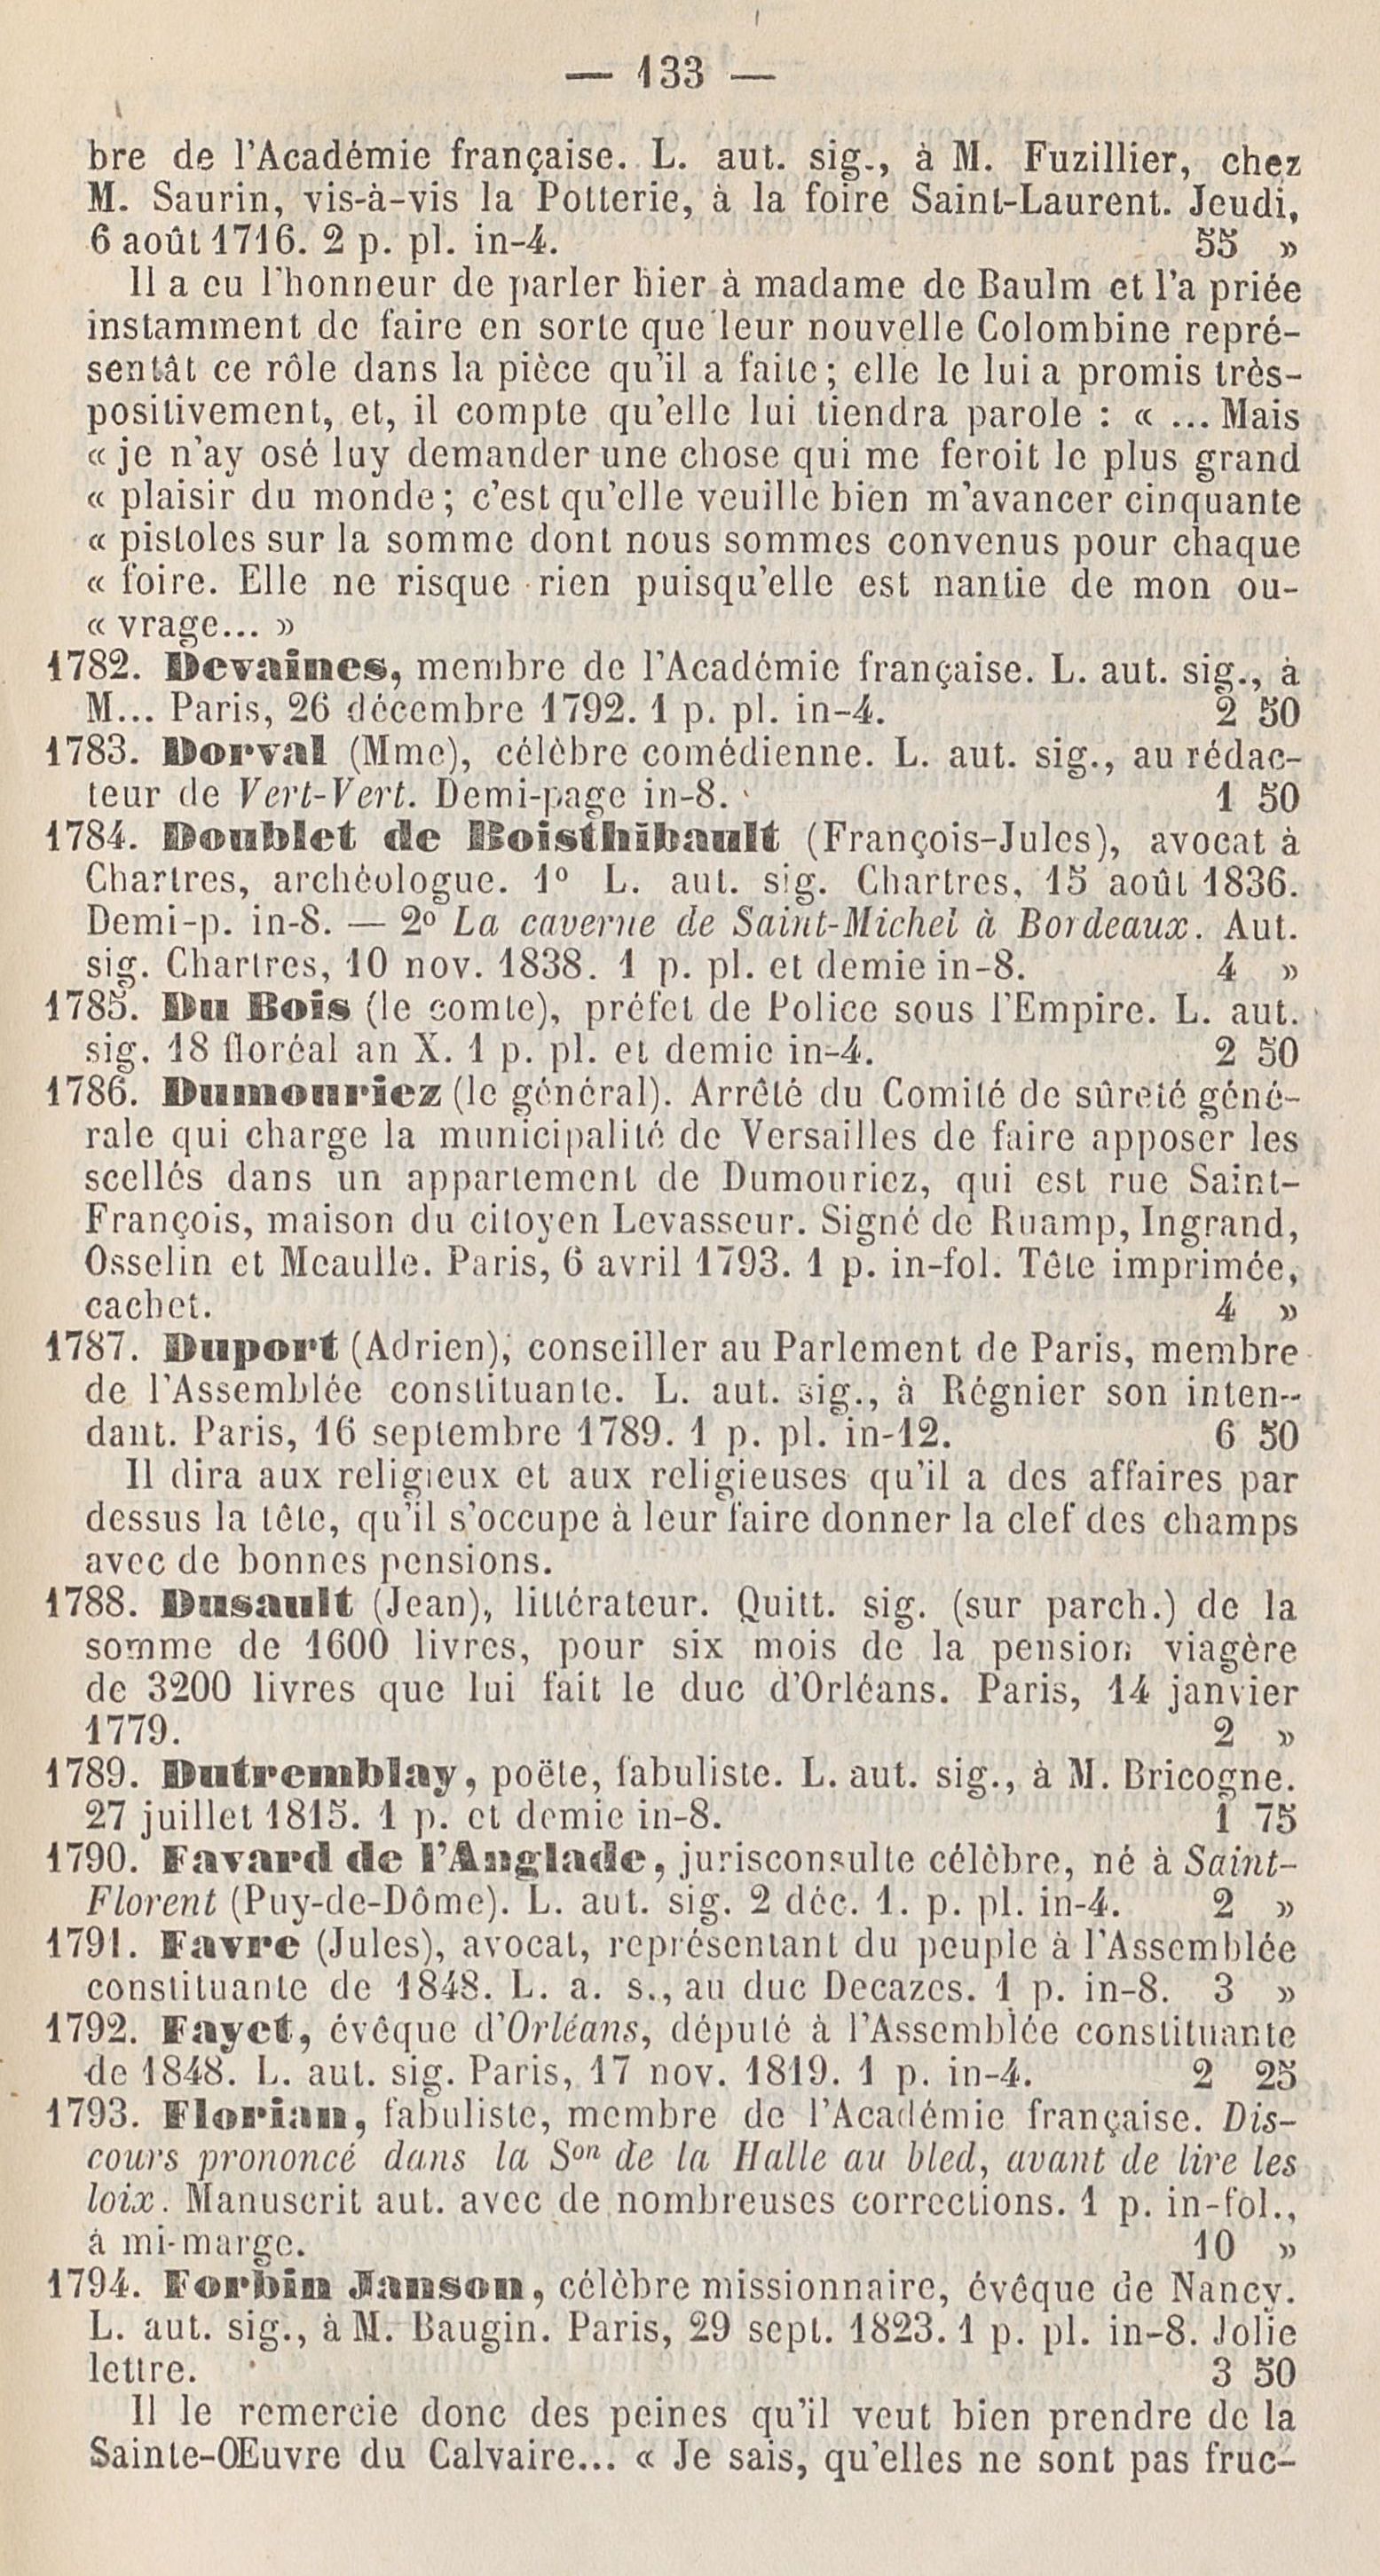 — 133 —
bre de l'Académie française. L. aut. sig., à M. Fuzillier, chez
M. Saurin, vis-à-vis la Potterie, à la foire Saint-Laurent. Jeudi,
6 août 1716. 2 p. pl. in-4. 55 »
Il a eu l'honneur de parler hier à madame de Baulm et l'a priée
instamment de faire en sorte que leur nouvelle Colombine repré-
sentât ce rôle dans la pièce qu'il a faite; elle le lui a promis très-
positivement, et, il compte qu'elle lui tiendra parole : « ... Mais
« je n'ay osé luy demander une chose qui me feroit le plus grand
« plaisir du monde; c'est qu'elle veuille bien m'avancer cinquante
« pistoles sur la somme dont nous sommes convenus pour chaque
« foire. Elle ne risque rien puisqu'elle est nantie de mon ou-
« vrage... »
1782. Devaines, membre de l'Académie française. L. aut. sig., à
M... Paris, 26 décembre 1792. 1 p. pl. in-4. 2 50
1783. Dorval (Mme), célèbre comédienne. L. aut. sig., au rédac-
teur de Vert-Vert. Demi-page in-8. 1 50
1784. Doublet de Boisthibault (François-Jules), avocat à
Chartres, archéologue. 1º L. aut. sig. Chartres, 15 août 1836.
Demi-p. in-8. — 2º La caverne de Saint-Michel à Bordeaux. Aut.
sig. Chartres, 10 nov. 1838. 1 p. pl. et demie in-8. 4 »
1785. Du Bois (le comte), préfet de Police sous l'Empire. L. aut.
sig. 18 floréal an X. 1 p. pl. et demie in-4. 2 50
1786. Dumouriez (le général). Arrêté du Comité de sûreté géné-
rale qui charge la municipalité de Versailles de faire apposer les
scellés dans un appartement de Dumouriez, qui est rue Saint-
François, maison du citoyen Levasseur. Signé de Ruamp, Ingrand,
Osselin et Meaulle. Paris, 6 avril 1793. 1 p. in-fol. Tête imprimée,
cachet. 4 »
1787. Duport (Adrien), conseiller au Parlement de Paris, membre
de l'Assemblée constituante. L. aut. sig., à Régnier son inten-
dant. Paris, 16 septembre 1789. 1 p. pl. in-12. 6 50
Il dira aux religieux et aux religieuses qu'il a des affaires par
dessus la tête, qu'il s'occupe à leur faire donner la clef des champs
avec de bonnes pensions.
1788. Dusault (Jean), littérateur. Quitt. sig. (sur parch.) de la
somme de 1600 livres, pour six mois de la pension viagère
de 3200 livres que lui fait le duc d'Orléans. Paris, 14 janvier
1779. 2 »
1789. Dutremblay, poëte, fabuliste. L. aut. sig., à M. Bricogne.
27 juillet 1815. 1 p. et demie in-8. 1 75
1790. Favard de l'Anglade, jurisconsulte célèbre, né à Saint-
Florent (Puy-de-Dôme). L. aut. sig. 2 déc. 1. p. pl. in-4. 2 »
1791. Favre (Jules), avocat, représentant du peuple à l'Assemblée
constituante de 1848. L. a. s., au duc Decazes. 1 p. in-8. 3 »
1792. Fayet, évêque d'Orléans, député à l'Assemblée constituante
de 1848. L. aut. sig. Paris, 17 nov. 1819. 1 p. in-4. 2 25
1793. Florian, fabuliste, membre de l'Académie française. Dis-
cours prononcé dans la Son de la Halle au bled, avant de lire les
loix. Manuscrit aut. avec de nombreuses corrections. 1 p. in-fol.,
à mi-marge. 10 »
1794. Forbin Janson, célèbre missionnaire, évêque de Nancy.
L. aut. sig., à M. Baugin. Paris, 29 sept. 1823. 1 p. pl. in-8. Jolie
lettre. 3 50
Il le remercie donc des peines qu'il veut bien prendre de la
Sainte-Œuvre du Calvaire... « Je sais, qu'elles ne sont pas fruc-